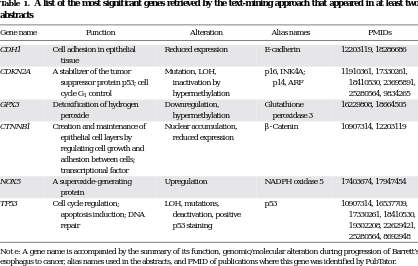 Table 1. A list of the most significant genes retrieved by the text-mining approach that appeared in at least two
abstracts
Gene name Function Alteration Alias names PMIDs
CDH1 Cell adhesion in epithelial Reduced expression E-cadherin 12203119, 18286686
tissue
CDKN2A A stabilizer of the tumor Mutation, LOH, p16, INK4A; 11910361, 17330261,
suppressor protein p53; cell inactivation by p14, ARF 18410530, 23695891,
cycle G1 control hypermethylation 25280564, 9834265
GPX3 Detoxification of hydrogen Downregulation, Glutathione 16229808, 18664505
peroxide hypermethylation peroxidase 3
CTNNB1 Creation and maintenance of Nuclear accumulation, β-Catenin 10907314, 12203119
epithelial cell layers by reduced expression
regulating cell growth and
adhesion between cells;
transcriptional factor
NOX5 A superoxide-generating Upregulation NADPH oxidase 5 17403674, 17947454
protein
TP53 Cell cycle regulation; LOH, mutations, p53 10907314, 16537709,
apoptosis induction; DNA deacivation, positive 17330261, 18410530,
repair p53 staining 19302208, 22629421,
25280564, 8692948
Note: A gene name is accompanied by the summary of its function, genomic/molecular alteration during progression of Barrett's
esophagus to cancer, alias names used in the abstracts, and PMID of publications where this gene was identified by PubTator.